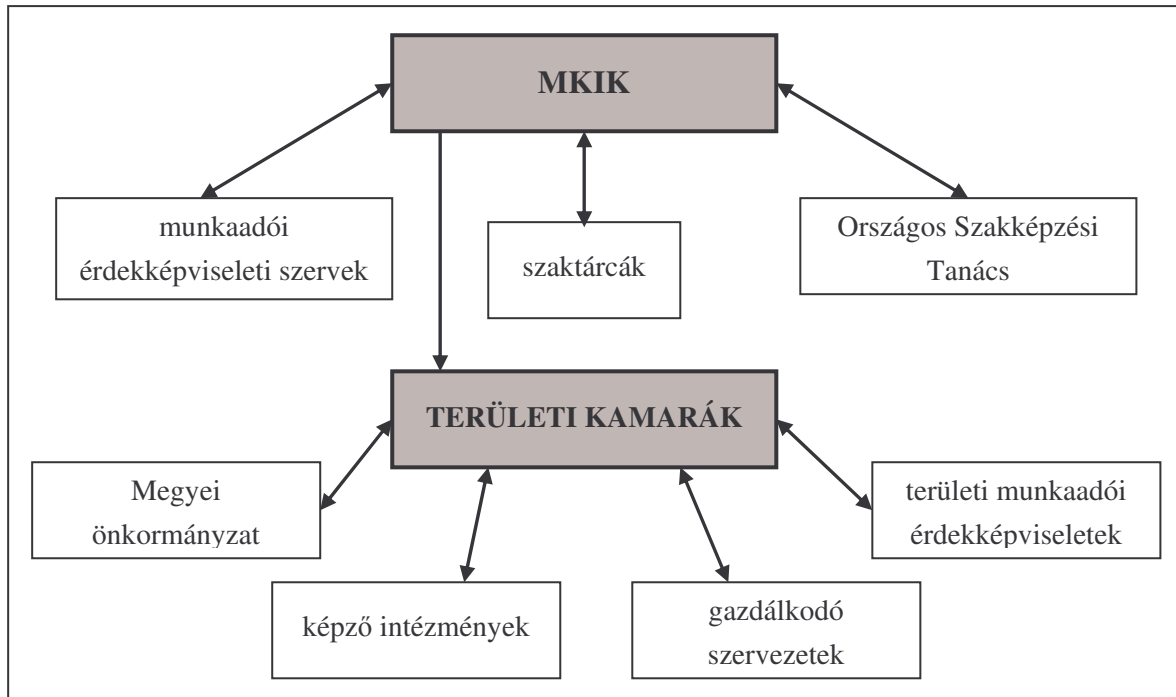 MKIK
munkaadói
érdekképviseleti szervek
szaktárcák
Országos Szakképzési
Tanács
TERÜLETI KAMARÁK
Megyei
önkormányzat
területi munkaadói
érdekképviseletek
képző intézmények
gazdálkodó
szervezetek